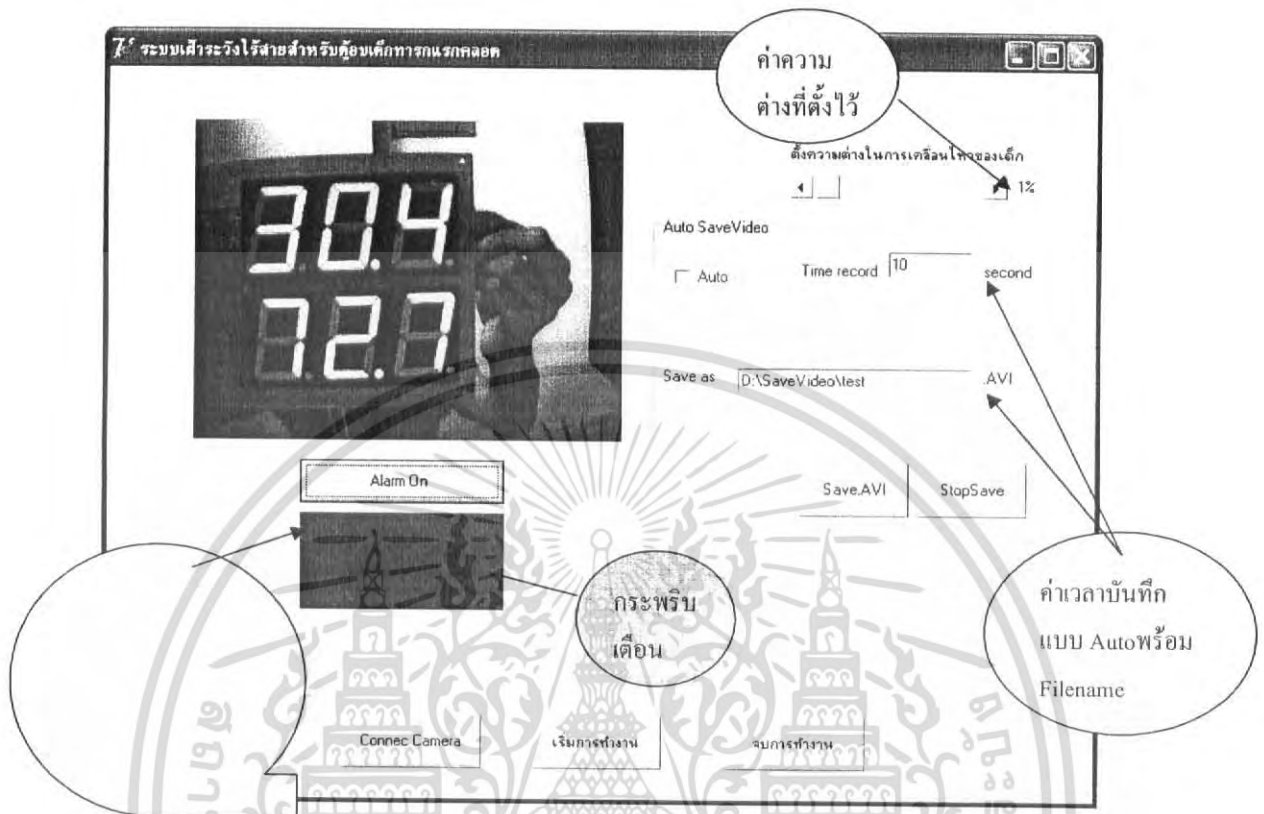 ระบบเฝ้าระวังไร้สายสำหรับตู้อบเด็กทารกแรกคลอด
ค่าความ
ต่างที่ตั้งไว้
ตั้งความต่างในการเคลื่อนไหวของเด็ก
1%
30.4
72.7
Auto SaveVideo
Auto
Time record 10 second
Save as D:\SaveVideo\test .AVI
Alarm On
Save.AVI StopSave
กระพริบ
เตือน
ค่าเวลาบันทึก
แบบ Autoพร้อม
Filename
Connec Camera เริ่มการทำงาน จบการทำงาน